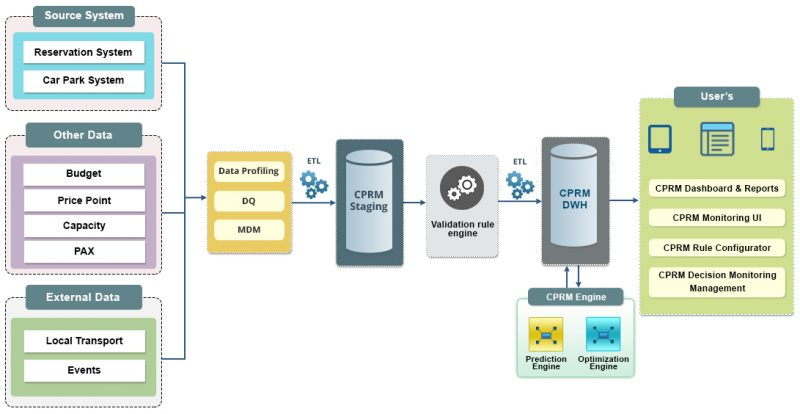 Source System
Reservation System
Car Park System
Other Data
Budget
Price Point
Capacity
PAX
External Data
Local Transport
Events
Data Profiling
DQ
MDM
ETL
CPRM
Staging
Validation rule
engine
ETL
CPRM
DWH
CPRM Engine
Prediction
Engine
Optimization
Engine
User's
CPRM Dashboard & Reports
CPRM Monitoring UI
CPRM Rule Configurator
CPRM Decision Monitoring
Management